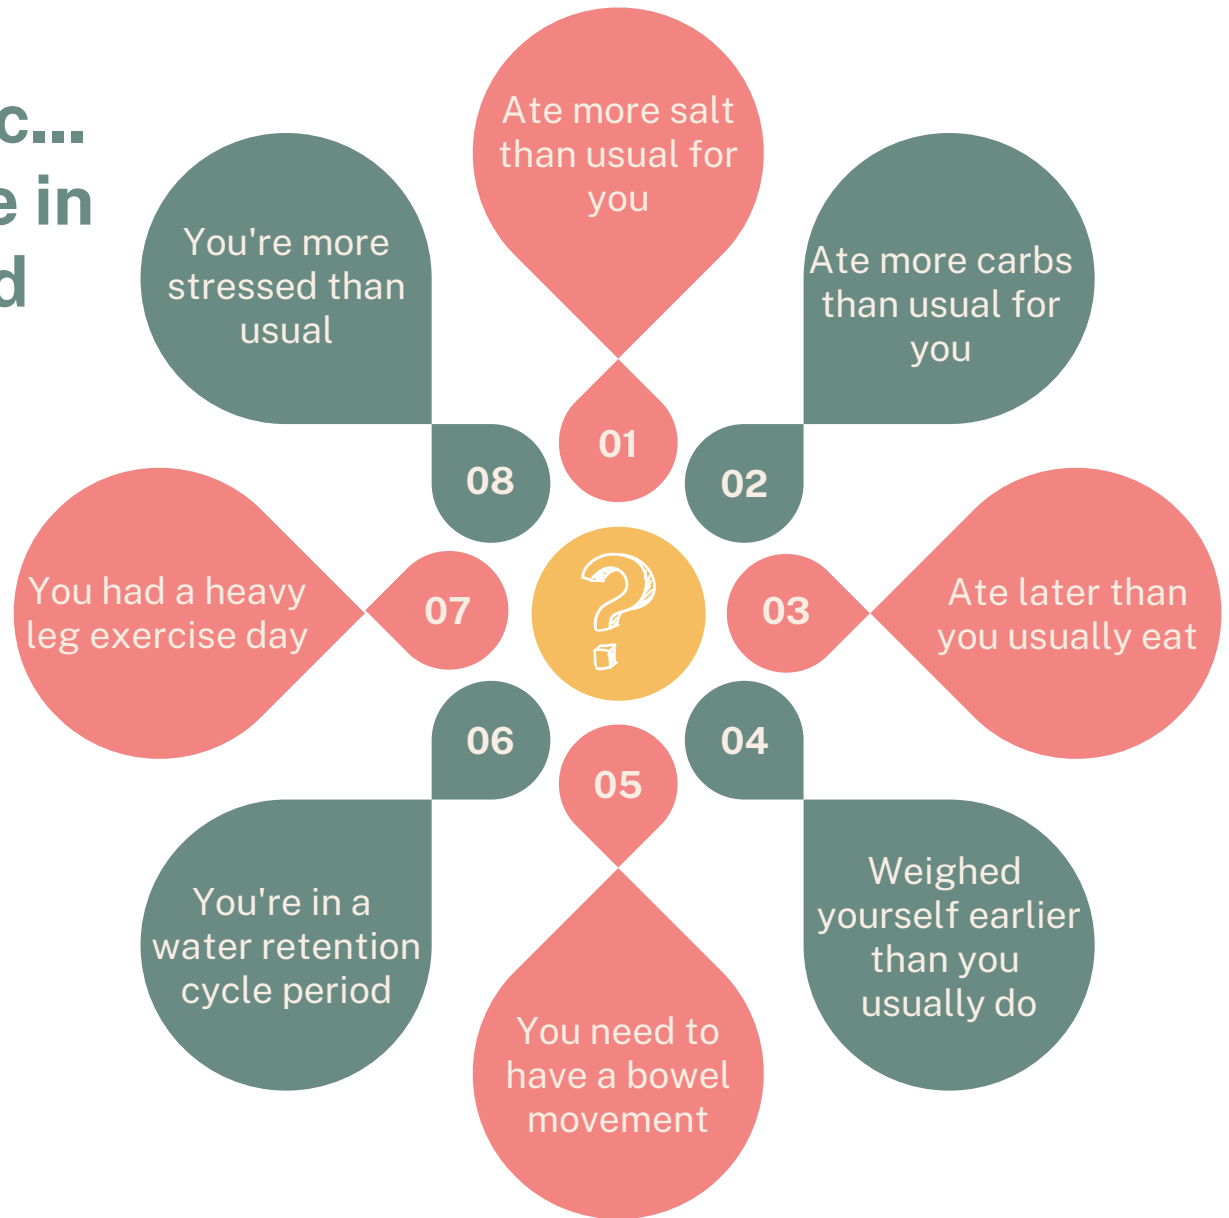 c...
e in
d
Ate more salt
than usual for
you
01
Ate more carbs
than usual for
you
02
Ate later than
you usually eat
03
Weighed
yourself earlier
than you
usually do
04
You need to
have a bowel
movement
05
You're in a
water retention
cycle period
06
You had a heavy
leg exercise day
07
You're more
stressed than
usual
08
?